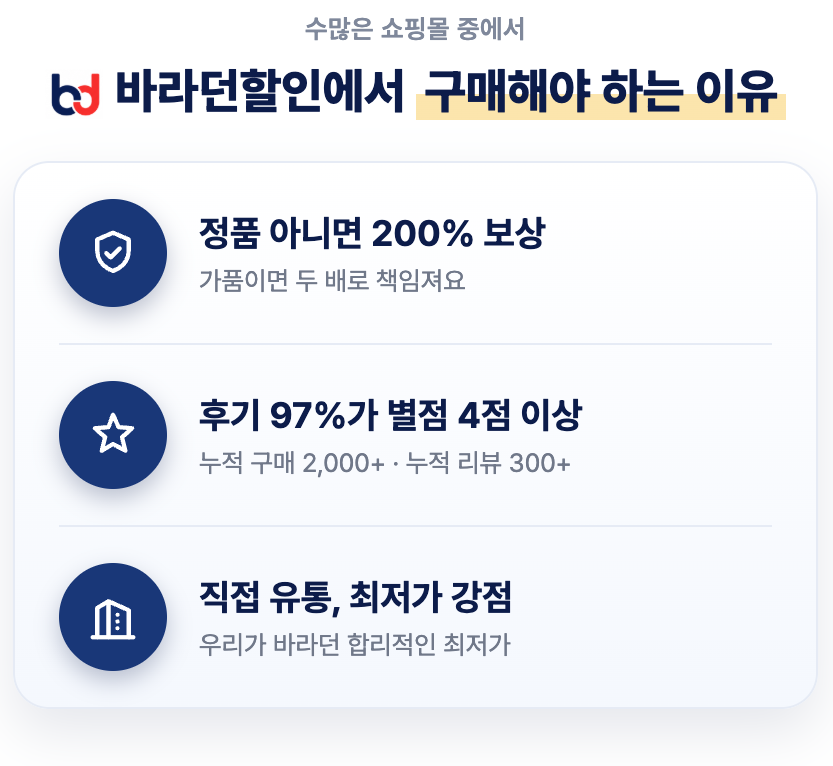 수많은 쇼핑몰 중에서
bd 바라던할인에서 구매해야 하는 이유
정품 아니면 200% 보상
가품이면 두 배로 책임져요
후기 97%가 별점 4점 이상
누적 구매 2,000+ · 누적 리뷰 300+
직접 유통, 최저가 강점
우리가 바라던 합리적인 최저가